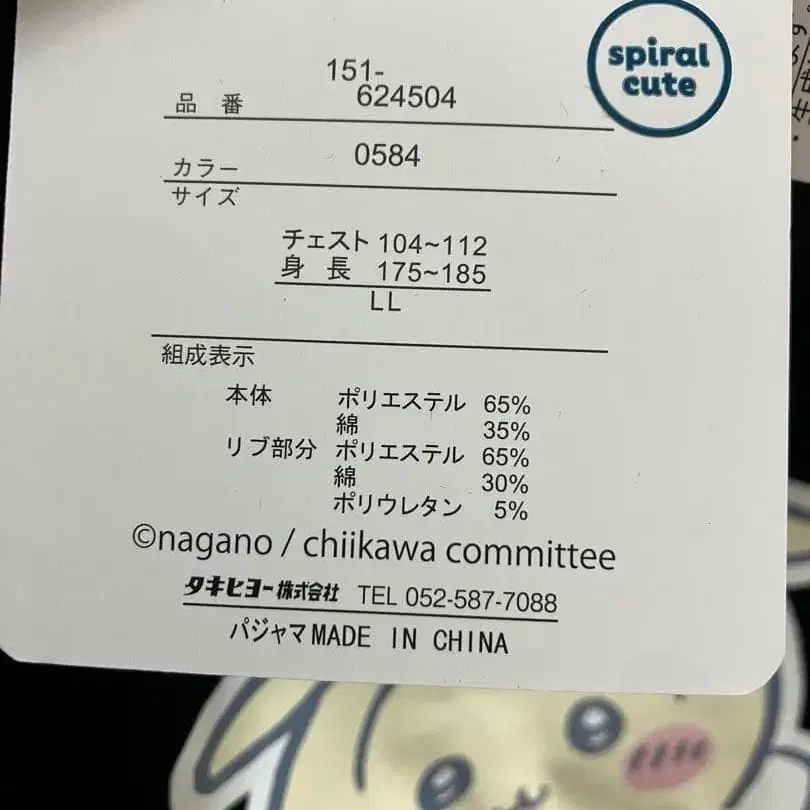 spiral
cute
151-
品 番 624504
カラー 0584
サイズ
チェスト 104~112
身 長 175~185
LL
組成表示
本体 ポリエステル 65%
綿 35%
リブ部分 ポリエステル 65%
綿 30%
ポリウレタン 5%
©nagano / chiikawa committee
タキヒヨー株式会社 TEL 052-587-7088
パジャマ MADE IN CHINA